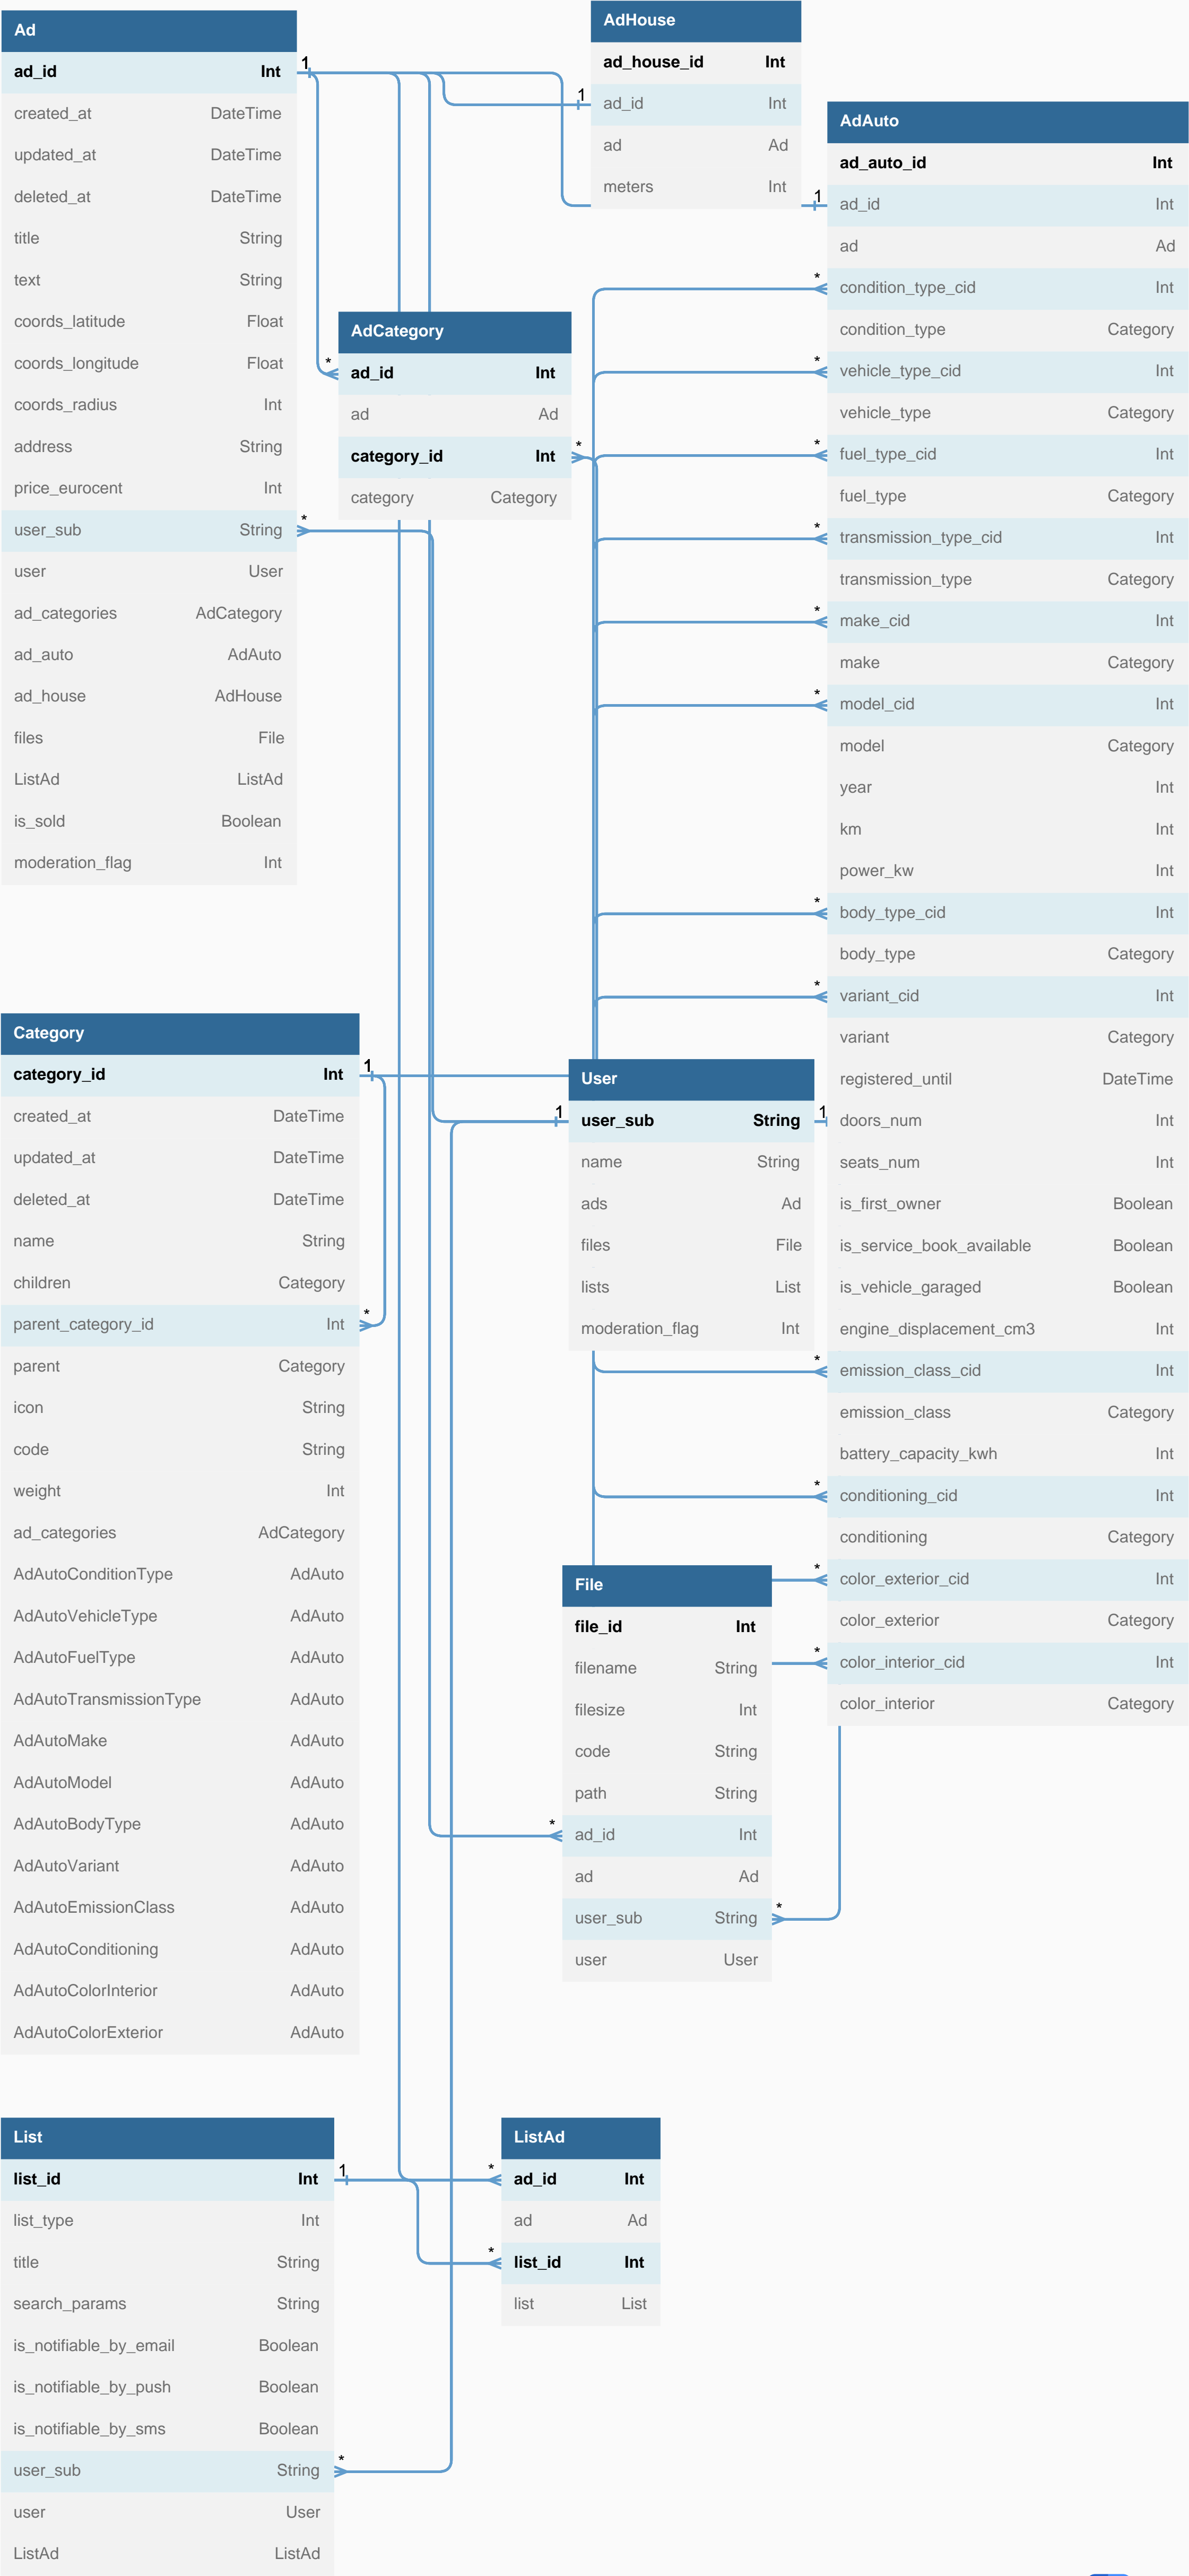 Ad
ad_id Int
created_at DateTime
updated_at DateTime
deleted_at DateTime
title String
text String
coords_latitude Float
coords_longitude Float
coords_radius Int
address String
price_eurocent Int
user_sub String
user User
ad_categories AdCategory
ad_auto AdAuto
ad_house AdHouse
files File
ListAd ListAd
is_sold Boolean
moderation_flag Int
1
*
AdHouse
ad_house_id Int
ad_id Int
ad Ad
meters Int
1
AdCategory
ad_id Int
ad Ad
category_id Int
category Category
*
*
AdAuto
ad_auto_id Int
ad_id Int
ad Ad
condition_type_cid Int
condition_type Category
vehicle_type_cid Int
vehicle_type Category
fuel_type_cid Int
fuel_type Category
transmission_type_cid Int
transmission_type Category
make_cid Int
make Category
model_cid Int
model Category
year Int
km Int
power_kw Int
body_type_cid Int
body_type Category
variant_cid Int
variant Category
registered_until DateTime
doors_num Int
seats_num Int
is_first_owner Boolean
is_service_book_available Boolean
is_vehicle_garaged Boolean
engine_displacement_cm3 Int
emission_class_cid Int
emission_class Category
battery_capacity_kwh Int
conditioning_cid Int
conditioning Category
color_exterior_cid Int
color_exterior Category
color_interior_cid Int
color_interior Category
1
*
*
*
*
*
*
*
*
*
*
*
*
Category
category_id Int
created_at DateTime
updated_at DateTime
deleted_at DateTime
name String
children Category
parent_category_id Int
parent Category
icon String
code String
weight Int
ad_categories AdCategory
AdAutoConditionType AdAuto
AdAutoVehicleType AdAuto
AdAutoFuelType AdAuto
AdAutoTransmissionType AdAuto
AdAutoMake AdAuto
AdAutoModel AdAuto
AdAutoBodyType AdAuto
AdAutoVariant AdAuto
AdAutoEmissionClass AdAuto
AdAutoConditioning AdAuto
AdAutoColorInterior AdAuto
AdAutoColorExterior AdAuto
1
*
User
user_sub String
name String
ads Ad
files File
lists List
moderation_flag Int
1
1
File
file_id Int
filename String
filesize Int
code String
path String
ad_id Int
ad Ad
user_sub String
user User
*
*
List
list_id Int
list_type Int
title String
search_params String
is_notifiable_by_email Boolean
is_notifiable_by_push Boolean
is_notifiable_by_sms Boolean
user_sub String
user User
ListAd ListAd
1
*
ListAd
ad_id Int
ad Ad
list_id Int
list List
*
*